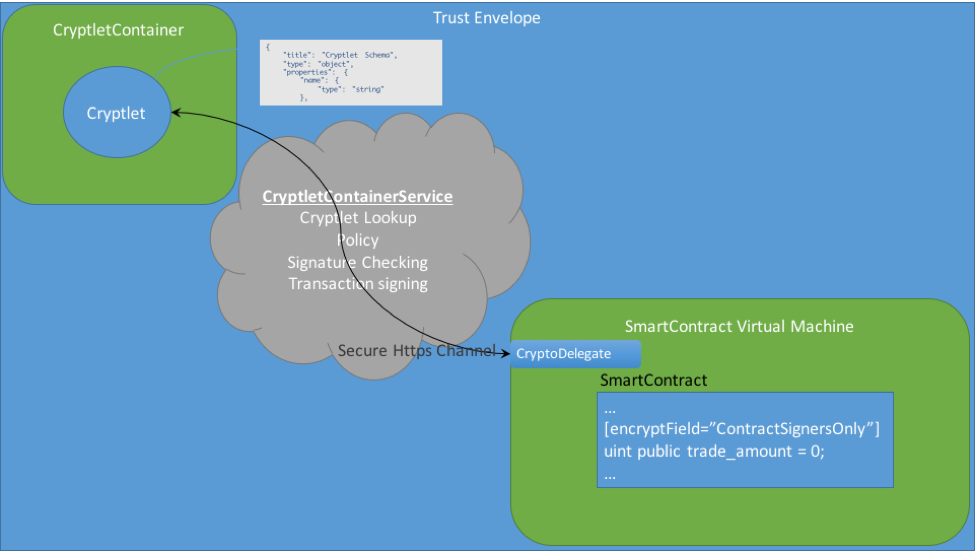 Trust Envelope
CryptletContainer
{
"title": "Cryptlet Schema",
"type": "object",
"properties": {
"name": {
"type": "string"
},
Cryptlet
CryptletContainerService
Cryptlet Lookup
Policy
Signature Checking
Transaction signing
SmartContract Virtual Machine
Secure Https Channel
CryptoDelegate
SmartContract
...
[encryptField=”ContractSignersOnly”]
uint public trade_amount = 0;
...